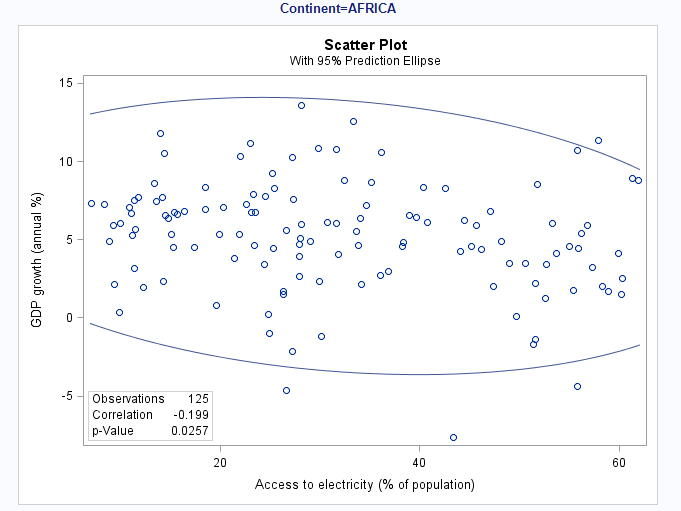 Continent=AFRICA
Scatter Plot
With 95% Prediction Ellipse
15
10
5
0
-5
GDP growth (annual %)
Observations 125
Correlation -0.199
p-Value 0.0257
20 40 60
Access to electricity (% of population)